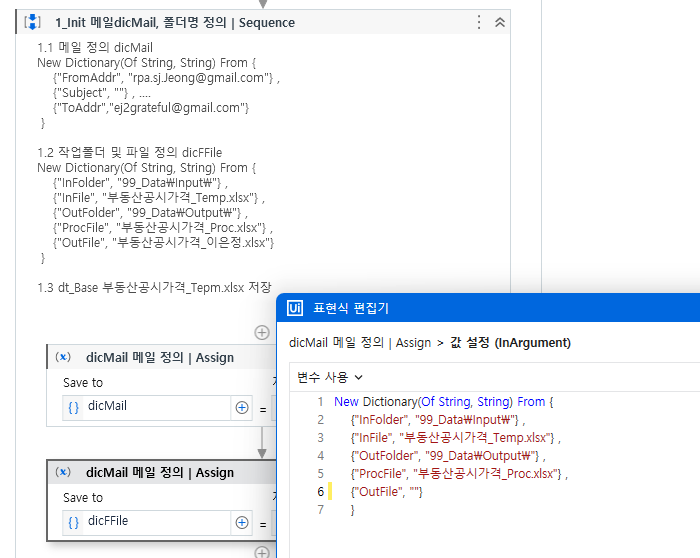 1_Init 메일dicMail, 폴더명 정의 | Sequence
1.1 메일 정의 dicMail
New Dictionary(Of String, String) From {
{"FromAddr", "rpa.sj.Jeong@gmail.com"} ,
{"Subject", ""} , ....
{"ToAddr","ej2grateful@gmail.com"}
}
1.2 작업폴더 및 파일 정의 dicFFile
New Dictionary(Of String, String) From {
{"InFolder", "99_Data₩Input₩"} ,
{"InFile", "부동산공시가격_Temp.xlsx"} ,
{"OutFolder", "99_Data₩Output₩"} ,
{"ProcFile", "부동산공시가격_Proc.xlsx"} ,
{"OutFile", "부동산공시가격_이은정.xlsx"}
}
1.3 dt_Base 부동산공시가격_Tepm.xlsx 저장
(x) dicMail 메일 정의 | Assign
Save to
{ } dicMail
=
(x) dicMail 메일 정의 | Assign
Save to
{ } dicFFile
=
Ui 표현식 편집기
dicMail 메일 정의 | Assign > 값 설정 (InArgument)
변수 사용
1 New Dictionary(Of String, String) From {
2 {"InFolder", "99_Data₩Input₩"} ,
3 {"InFile", "부동산공시가격_Temp.xlsx"} ,
4 {"OutFolder", "99_Data₩Output₩"} ,
5 {"ProcFile", "부동산공시가격_Proc.xlsx"} ,
6 {"OutFile", ""}
7 }